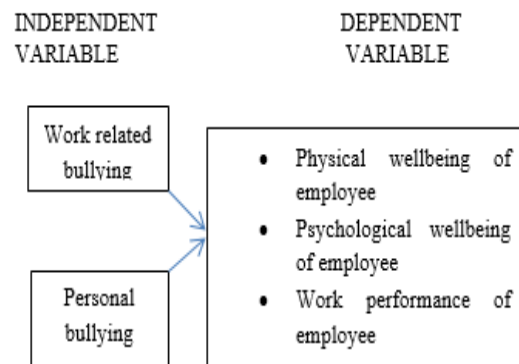 INDEPENDENT
VARIABLE
DEPENDENT
VARIABLE
Work related
bullying
Personal
bullying
• Physical wellbeing of
employee
• Psychological wellbeing
of employee
• Work performance of
employee